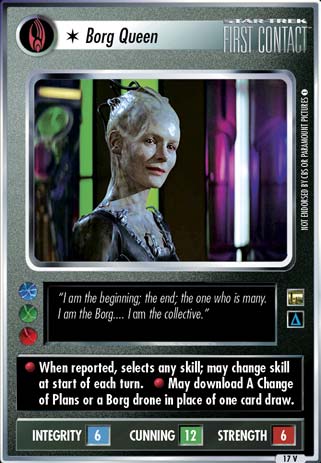 ✶ Borg Queen
STAR TREK
FIRST CONTACT
NOT ENDORSED BY CBS OR PARAMOUNT PICTURES
"I am the beginning; the end; the one who is many.
I am the Borg.... I am the collective."
• When reported, selects any skill; may change skill
at start of each turn. • May download A Change
of Plans or a Borg drone in place of one card draw.
INTEGRITY 6 CUNNING 12 STRENGTH 6
17 V